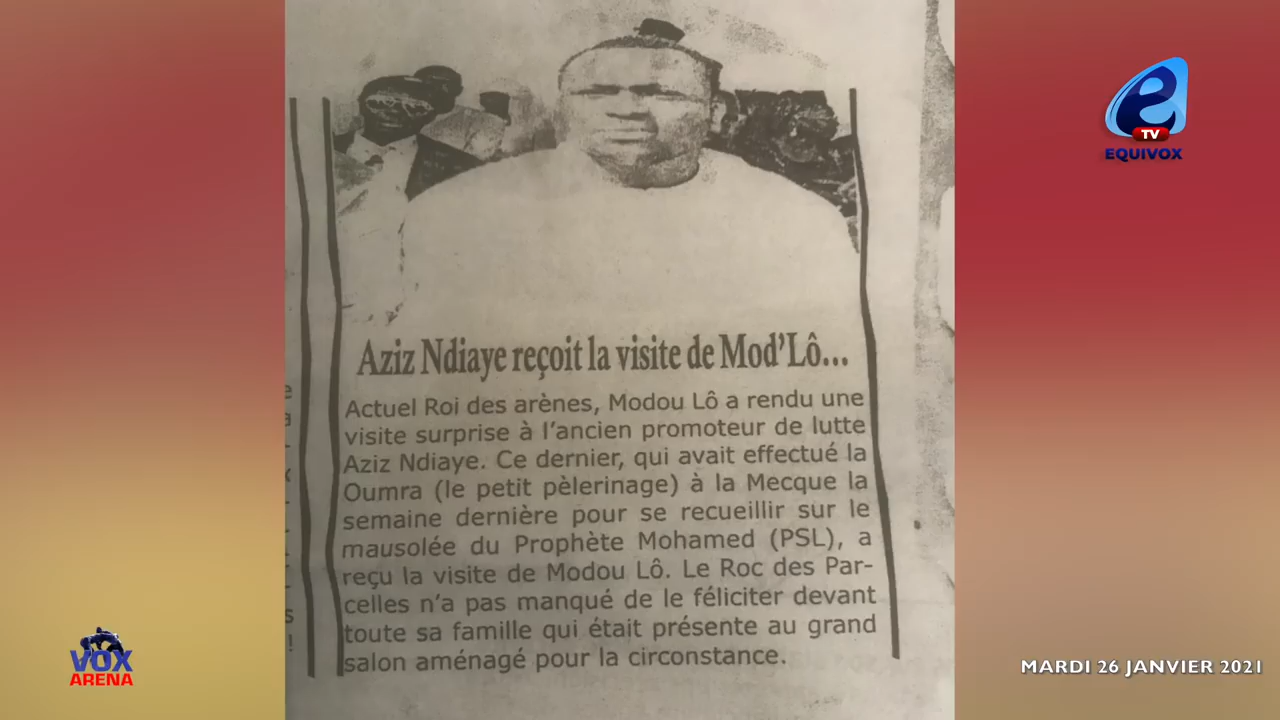 e
TV
EQUIVOX
Aziz Ndiaye reçoit la visite de Mod'Lô...
Actuel Roi des arènes, Modou Lô a rendu une
visite surprise à l'ancien promoteur de lutte
Aziz Ndiaye. Ce dernier, qui avait effectué la
Oumra (le petit pèlerinage) à la Mecque la
semaine dernière pour se recueillir sur le
mausolée du Prophète Mohamed (PSL), a
reçu la visite de Modou Lô. Le Roc des Par-
celles n'a pas manqué de le féliciter devant
toute sa famille qui était présente au grand
salon aménagé pour la circonstance.
VOX
ARENA
MARDI 26 JANVIER 2021